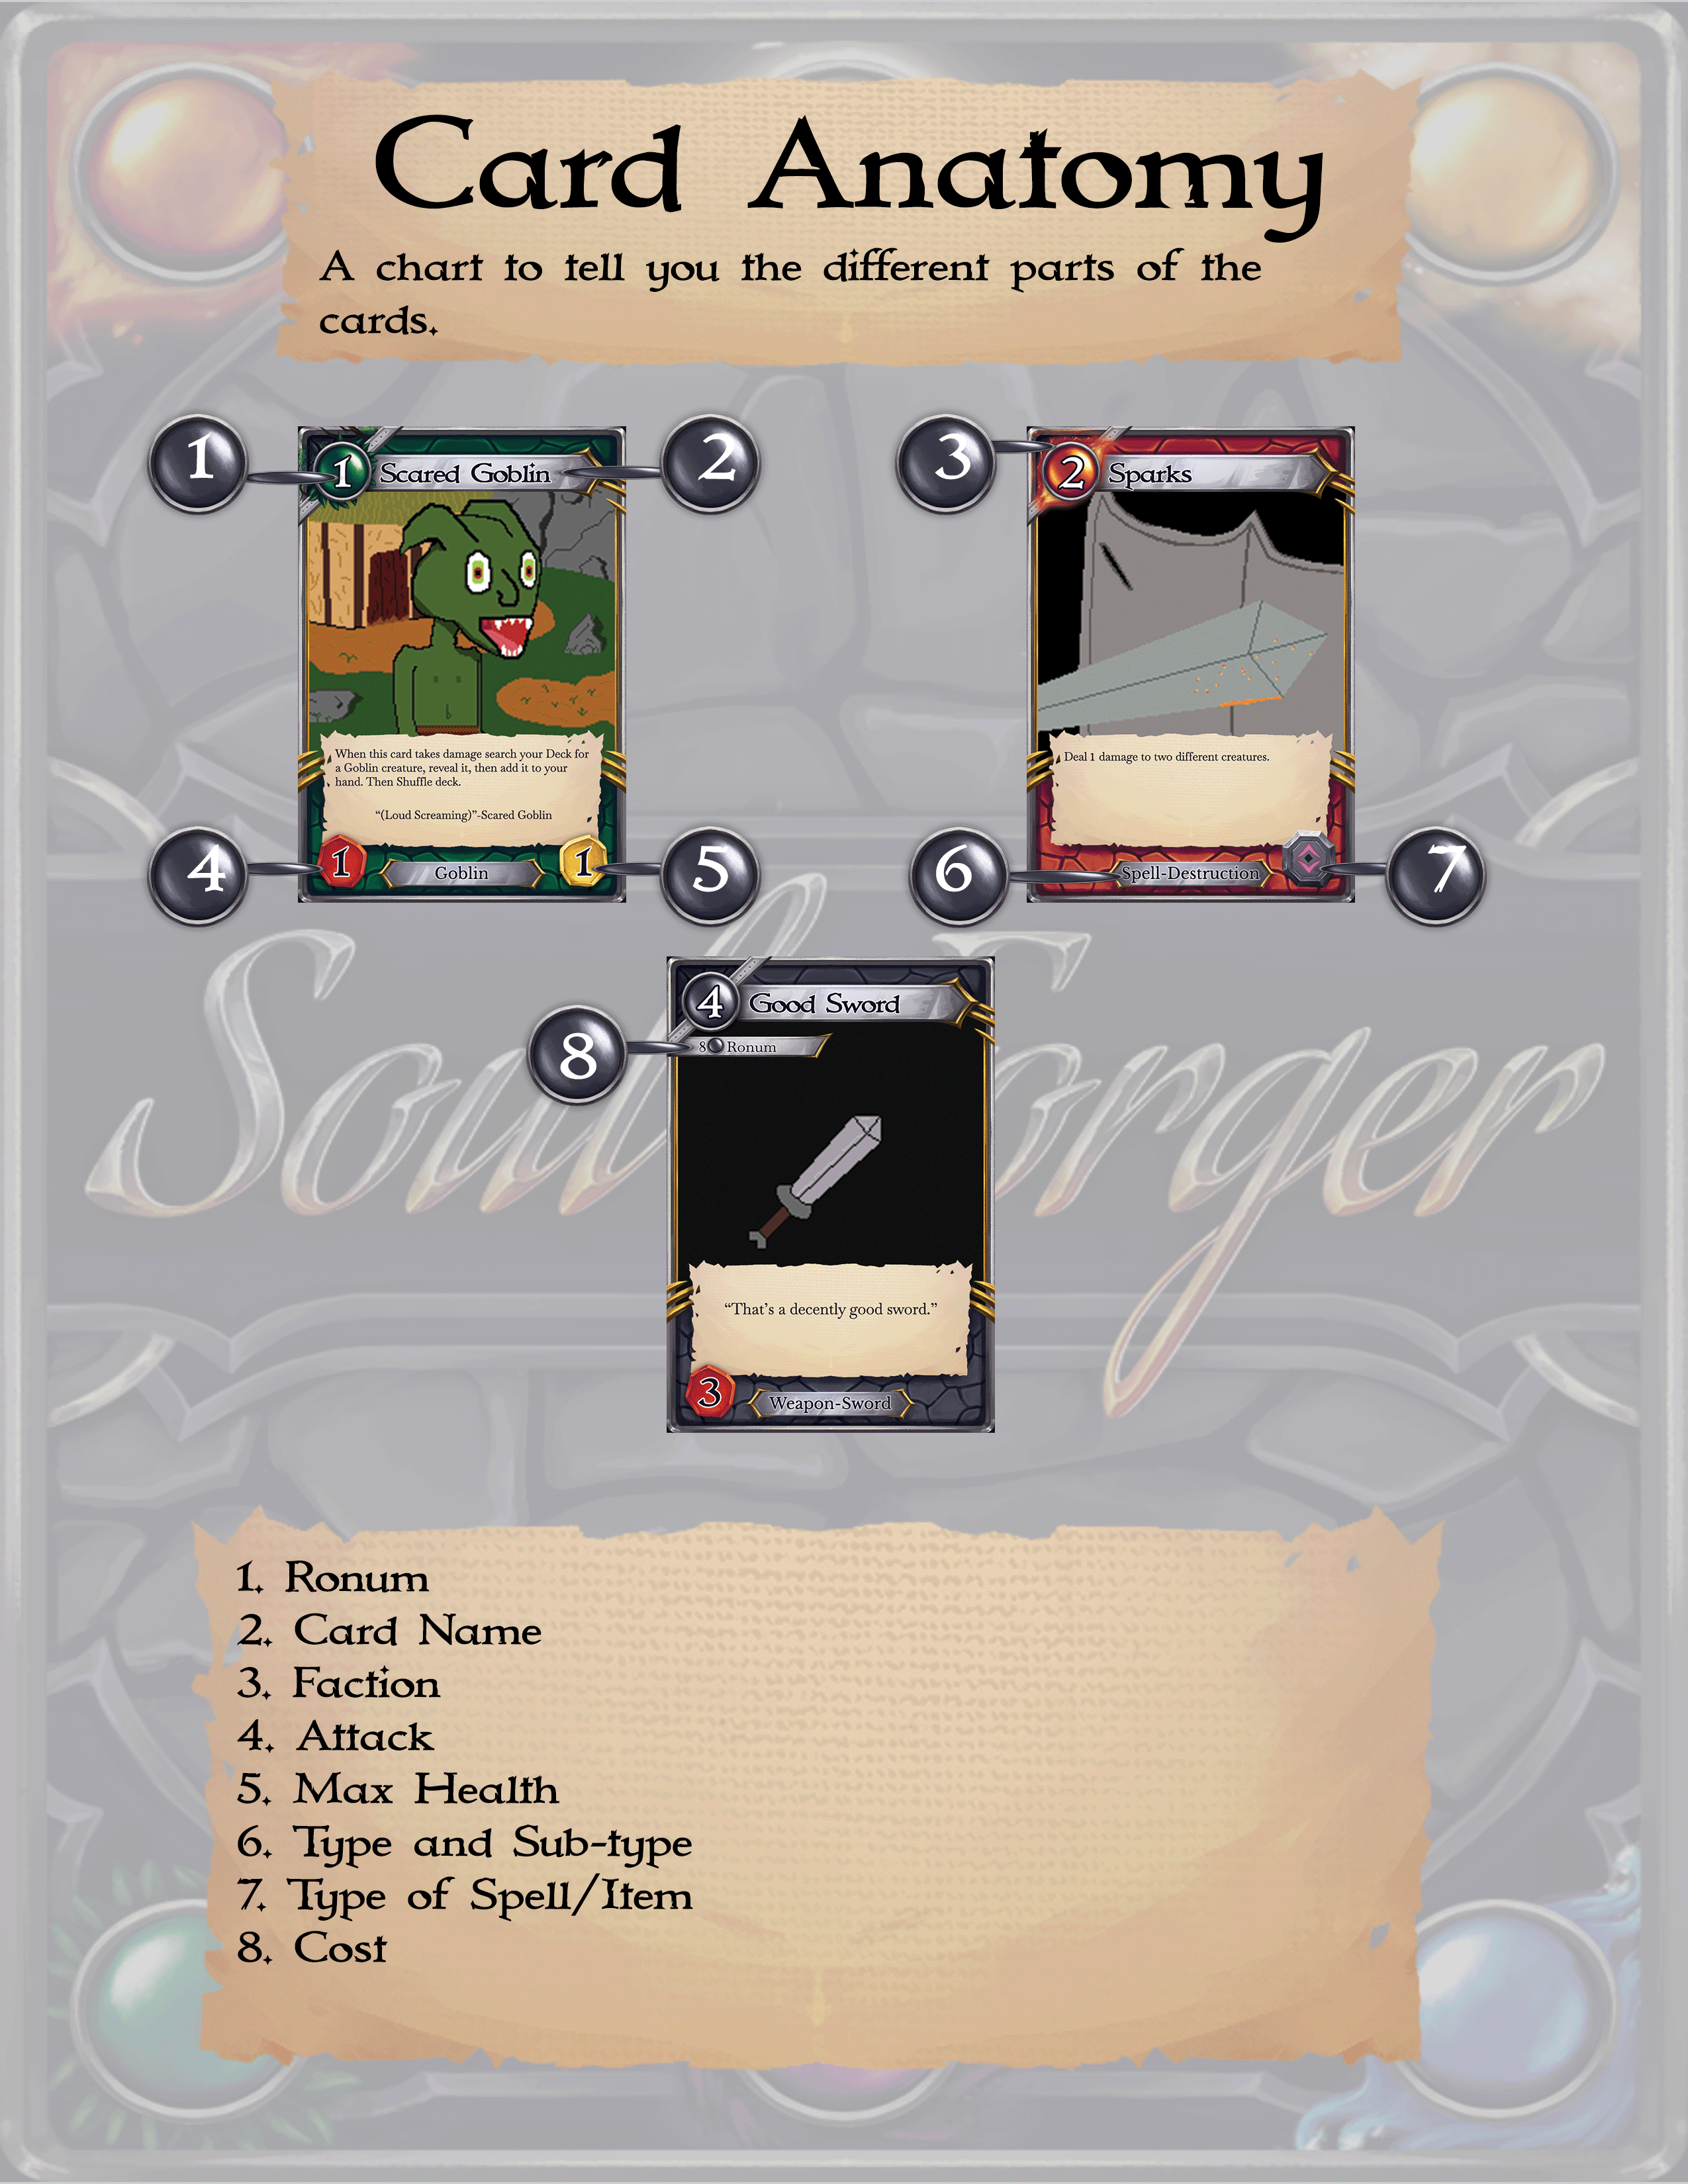 Card Anatomy
A chart to tell you the different parts of the
cards.
1
1
Scared Goblin
2
When this card takes damage search your Deck for
a Goblin creature, reveal it, then add it to your
hand. Then Shuffle deck.
“(Loud Screaming)”-Scared Goblin
4
1
Goblin
1
5
3
2
Sparks
Deal 1 damage to two different creatures.
6
Spell-Destruction
7
Soul Forger
4
Good Sword
8
8 Ronum
“That’s a decently good sword.”
3
Weapon-Sword
1. Ronum
2. Card Name
3. Faction
4. Attack
5. Max Health
6. Type and Sub-type
7. Type of Spell/Item
8. Cost